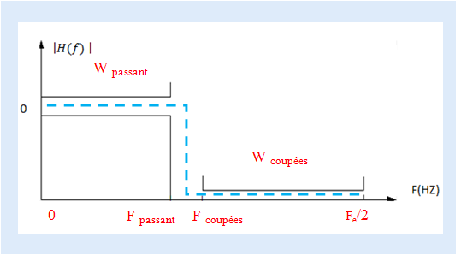 |H(f)|
W passant
0
W coupées
F(HZ)
0
F passant
F coupées
Fe/2